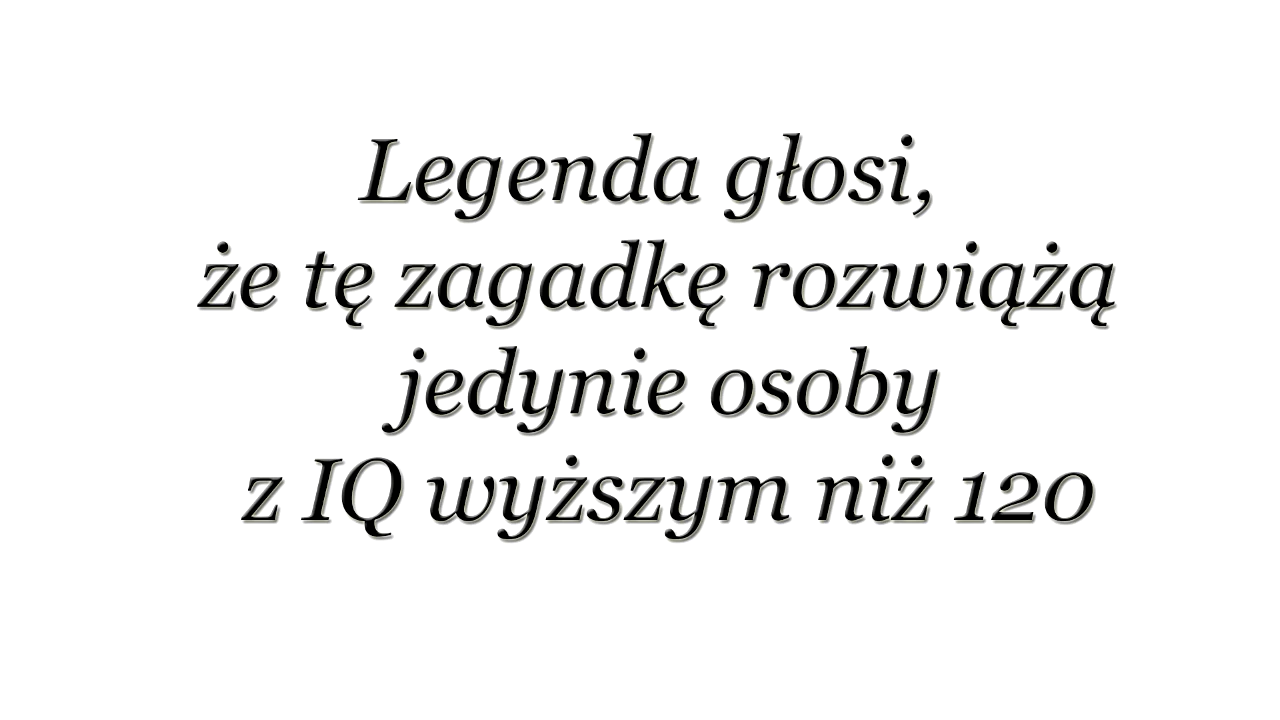 Legenda głosi,
że tę zagadkę rozwiążą
jedynie osoby
z IQ wyższym niż 120